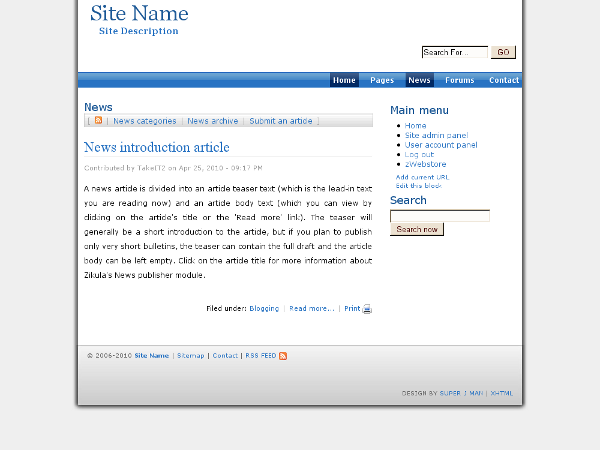 Site Name
Site Description
Search For... GO
Home Pages News Forums Contact
News
[ | News categories | News archive | Submit an article ]
News introduction article
Contributed by TakeIT2 on Apr 25, 2010 - 09:17 PM
A news article is divided into an article teaser text (which is the lead-in text
you are reading now) and an article body text (which you can view by
clicking on the article's title or the 'Read more' link). The teaser will
generally be a short introduction to the article, but if you plan to publish
only very short bulletins, the teaser can contain the full draft and the article
body can be left empty. Click on the article title for more information about
Zikula's News publisher module.
Filed under: Blogging | Read more... | Print
Main menu
Home
Site admin panel
User account panel
Log out
zWebstore
Add current URL
Edit this block
Search
Search now
© 2006-2010 Site Name | Sitemap | Contact | RSS FEED
DESIGN BY SUPER J MAN | XHTML